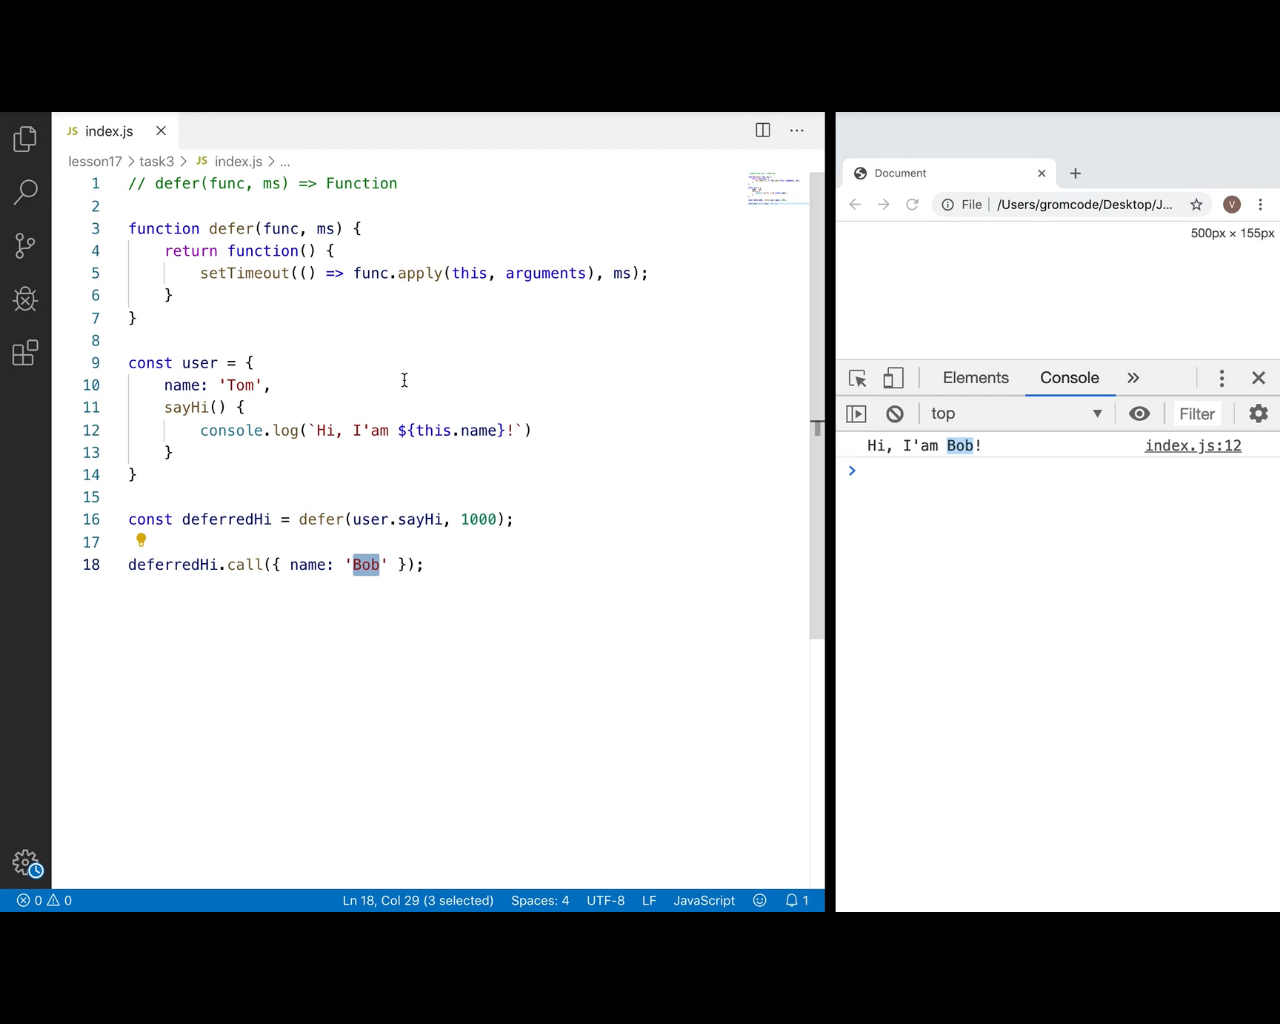 JS index.js
lesson17 > task3 > JS index.js > ...
1 // defer(func, ms) => Function
2
3 function defer(func, ms) {
4 return function() {
5 setTimeout(() => func.apply(this, arguments), ms);
6 }
7 }
8
9 const user = {
10 name: 'Tom',
11 sayHi() {
12 console.log(`Hi, I'am ${this.name}!`)
13 }
14 }
15
16 const deferredHi = defer(user.sayHi, 1000);
17
18 deferredHi.call({ name: 'Bob' });
0 0 Ln 18, Col 29 (3 selected) Spaces: 4 UTF-8 LF JavaScript 1
Document
File | /Users/gromcode/Desktop/J... V
500px × 155px
Elements Console »
top Filter
Hi, I'am Bob! index.js:12
>